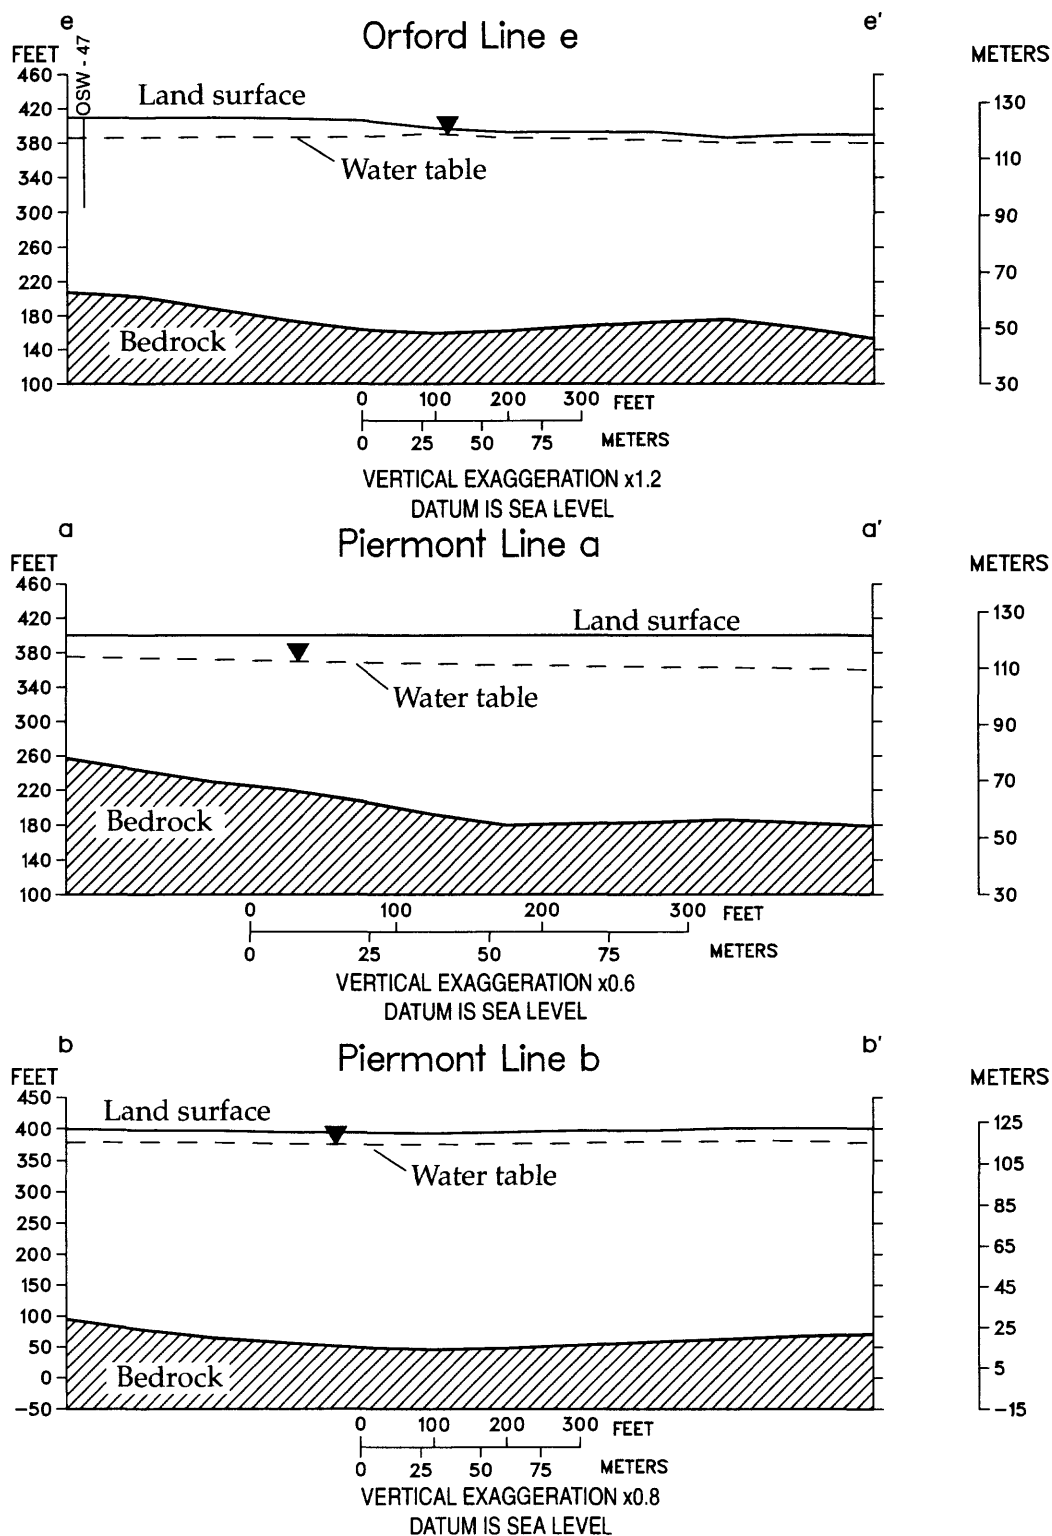 e e'
Orford Line e
FEET METERS
OSW - 47
460
420
380
340
300
260
220
180
140
100
Land surface
Water table
Bedrock
130
110
90
70
50
30
0 100 200 300 FEET
0 25 50 75 METERS
VERTICAL EXAGGERATION x1.2
DATUM IS SEA LEVEL
a a'
Piermont Line a
FEET METERS
460
420
380
340
300
260
220
180
140
100
Land surface
Water table
Bedrock
130
110
90
70
50
30
0 100 200 300 FEET
0 25 50 75 METERS
VERTICAL EXAGGERATION x0.6
DATUM IS SEA LEVEL
b b'
Piermont Line b
FEET METERS
450
400
350
300
250
200
150
100
50
0
-50
Land surface
Water table
Bedrock
125
105
85
65
45
25
5
-15
0 100 200 300 FEET
0 25 50 75 METERS
VERTICAL EXAGGERATION x0.8
DATUM IS SEA LEVEL